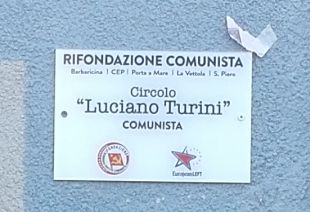 RIFONDAZIONE COMUNISTA
Barbaricina | CEP | Porta a Mare | La Vettola | S. Piero
Circolo
"Luciano Turini"
COMUNISTA
EuropeanLEFT